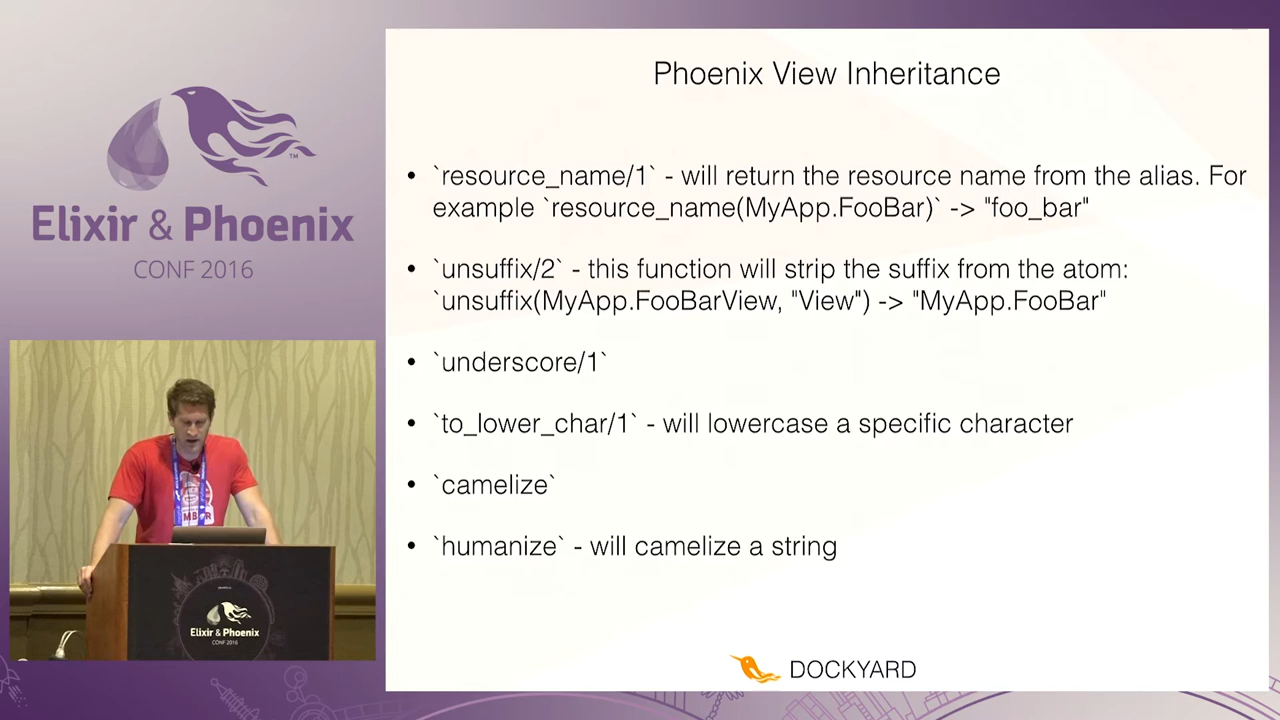 Elixir & Phoenix
CONF 2016
TM
Phoenix View Inheritance
• `resource_name/1` - will return the resource name from the alias. For
example `resource_name(MyApp.FooBar)` -> "foo_bar"
• `unsuffix/2` - this function will strip the suffix from the atom:
`unsuffix(MyApp.FooBarView, "View") -> "MyApp.FooBar"
• `underscore/1`
• `to_lower_char/1` - will lowercase a specific character
• `camelize`
• `humanize` - will camelize a string
DOCKYARD
Elixir & Phoenix
CONF 2016